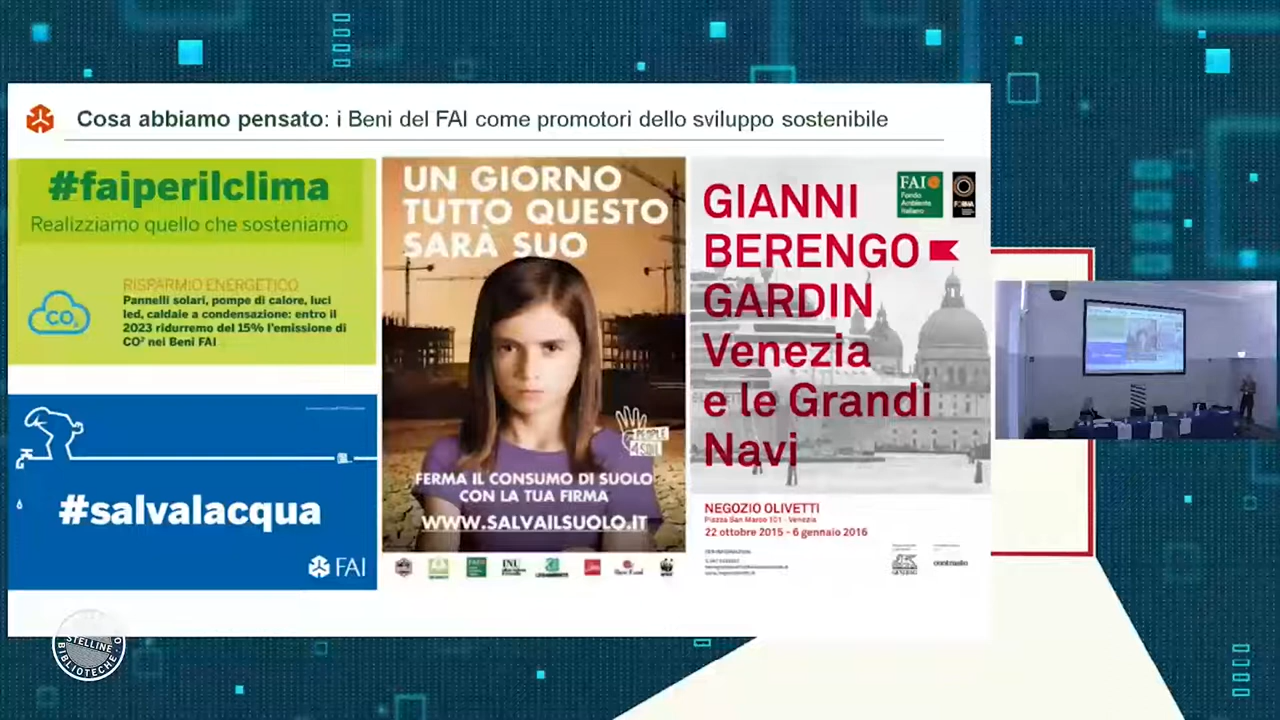 Cosa abbiamo pensato: i Beni del FAI come promotori dello sviluppo sostenibile
#faiperilclima
Realizziamo quello che sosteniamo
CO2
RISPARMIO ENERGETICO
Pannelli solari, pompe di calore, luci
led, caldaie a condensazione: entro il
2023 ridurremo del 15% l'emissione di
CO² nei Beni FAI
#salvalacqua
FAI
UN GIORNO
TUTTO QUESTO
SARÀ SUO
PEOPLE
4SOIL
FERMA IL CONSUMO DI SUOLO
CON LA TUA FIRMA
WWW.SALVAILSUOLO.IT
FAI
Fondo
Ambiente
Italiano
GIANNI
BERENGO
GARDIN
Venezia
e le Grandi
Navi
NEGOZIO OLIVETTI
Piazza San Marco 101 - Venezia
22 ottobre 2015 - 6 gennaio 2016
contrasto
STELLINE
BIBLIOTECHE